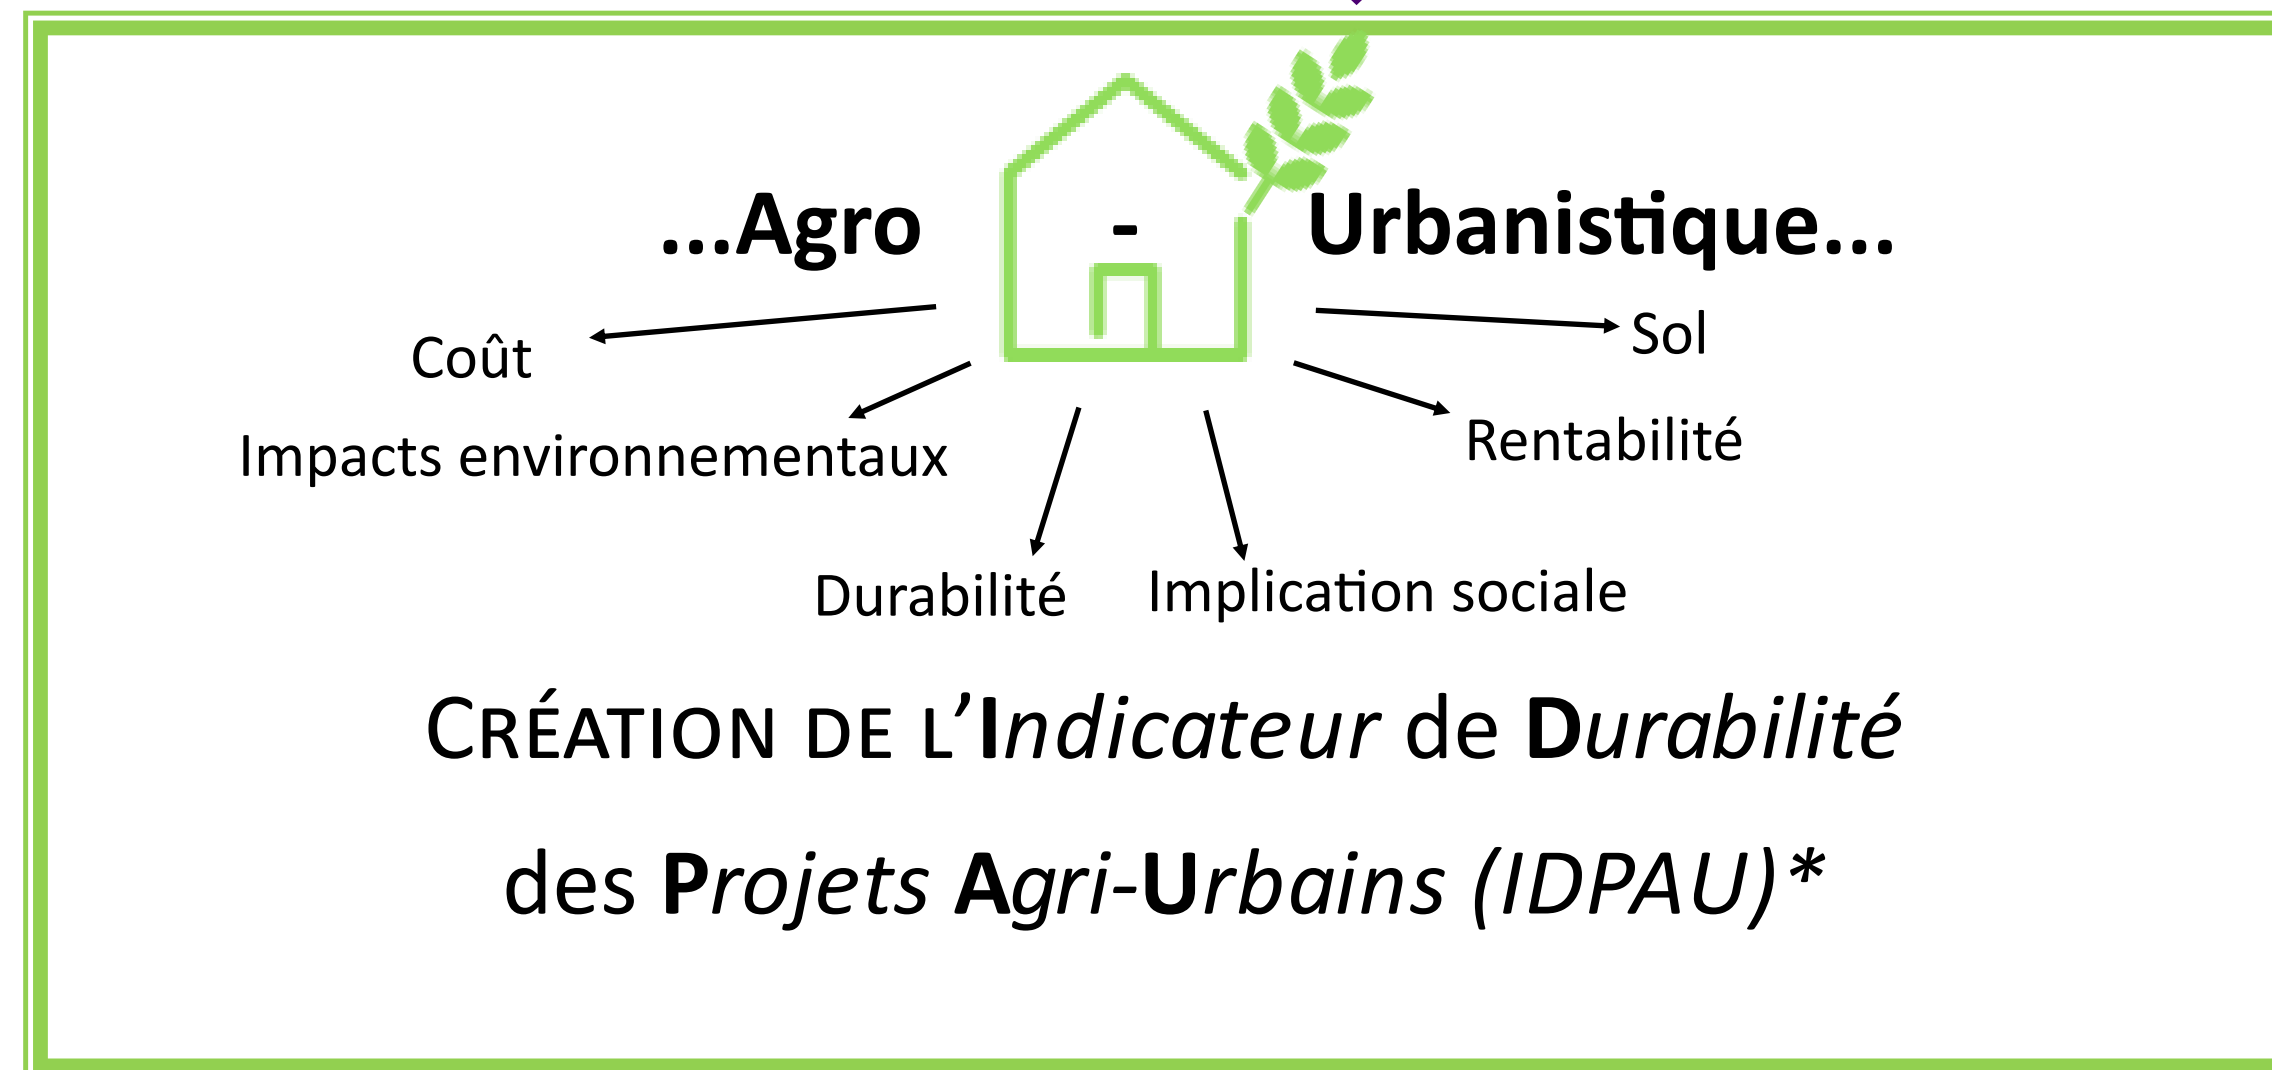 ...Agro - Urbanistique...
Coût
Sol
Impacts environnementaux
Rentabilité
Durabilité
Implication sociale
CRÉATION DE L’Indicateur de Durabilité
des Projets Agri-Urbains (IDPAU)*